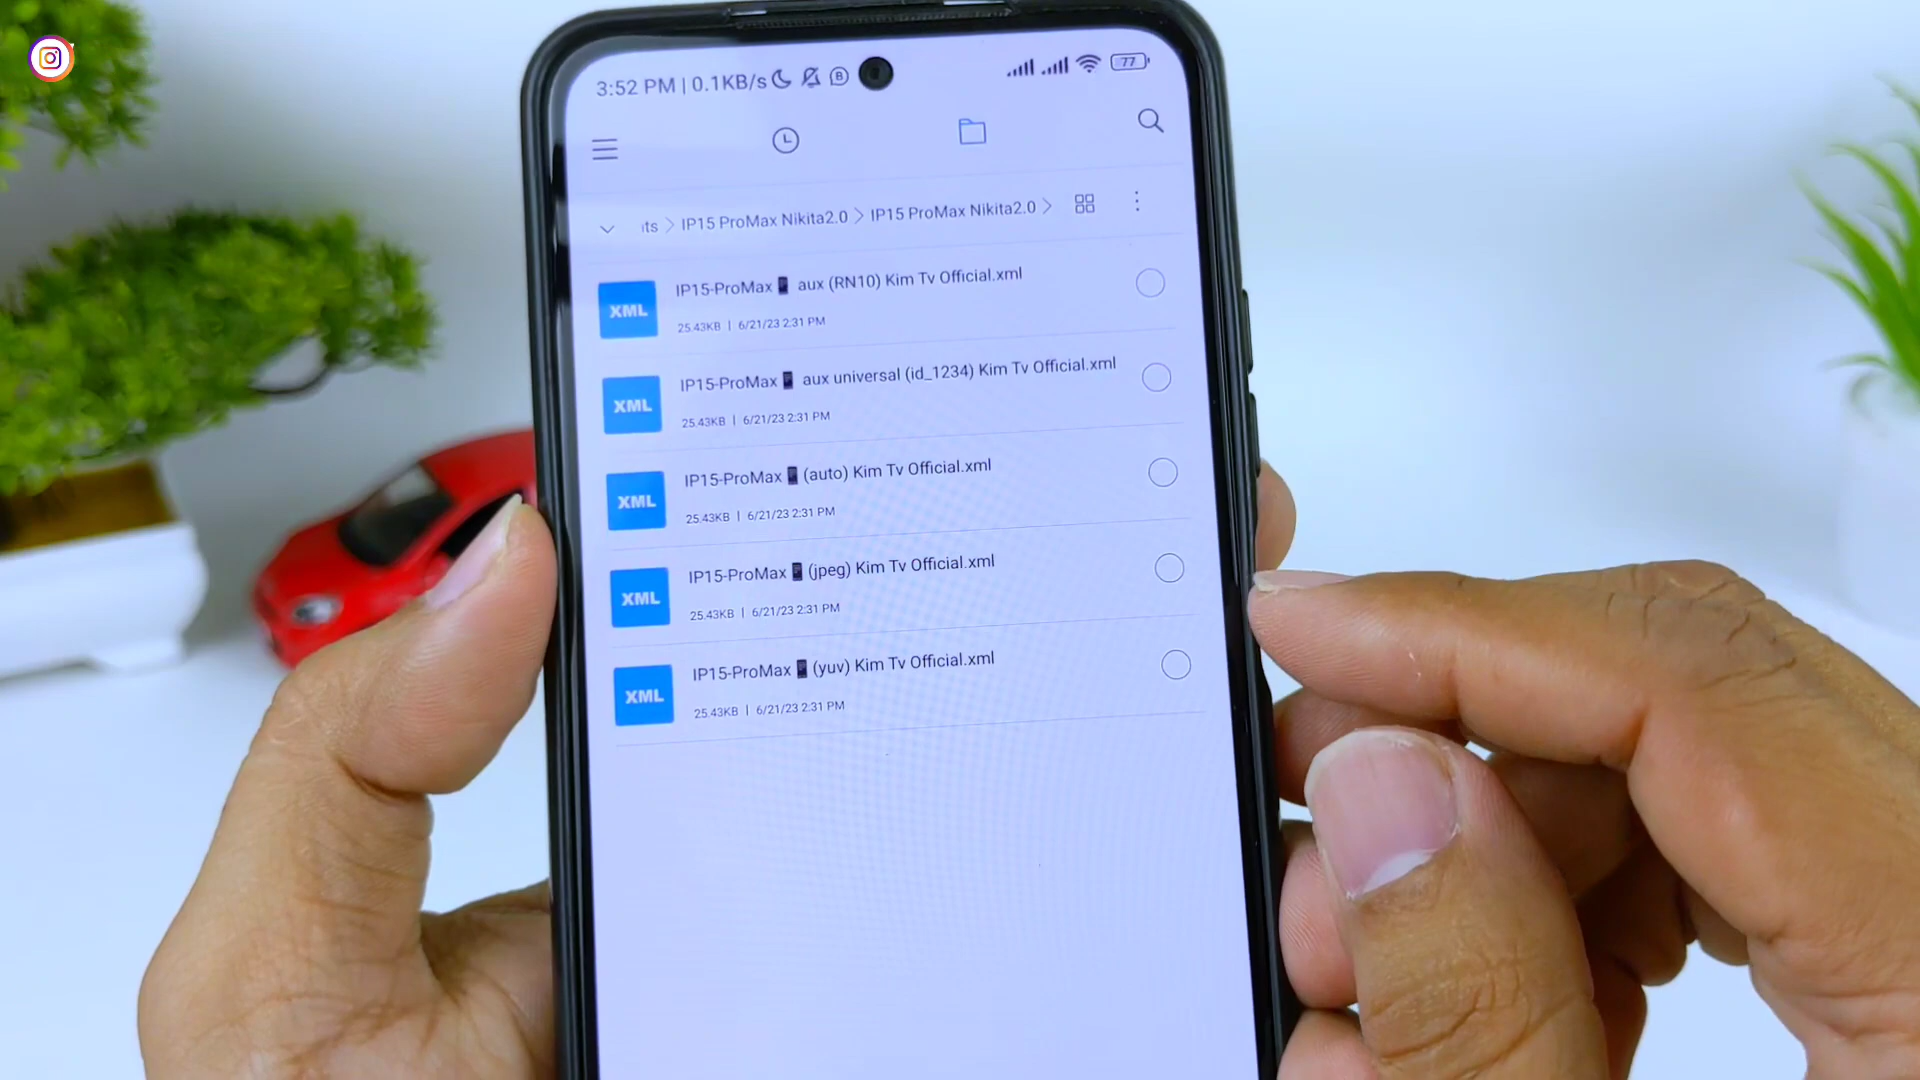 3:52 PM | 0.1KB/s
77
its > IP15 ProMax Nikita2.0 > IP15 ProMax Nikita2.0 >
XML
IP15-ProMax📱 aux (RN10) Kim Tv Official.xml
25.43KB | 6/21/23 2:31 PM
XML
IP15-ProMax📱 aux universal (id_1234) Kim Tv Official.xml
25.43KB | 6/21/23 2:31 PM
XML
IP15-ProMax📱(auto) Kim Tv Official.xml
25.43KB | 6/21/23 2:31 PM
XML
IP15-ProMax📱(jpeg) Kim Tv Official.xml
25.43KB | 6/21/23 2:31 PM
XML
IP15-ProMax📱(yuv) Kim Tv Official.xml
25.43KB | 6/21/23 2:31 PM